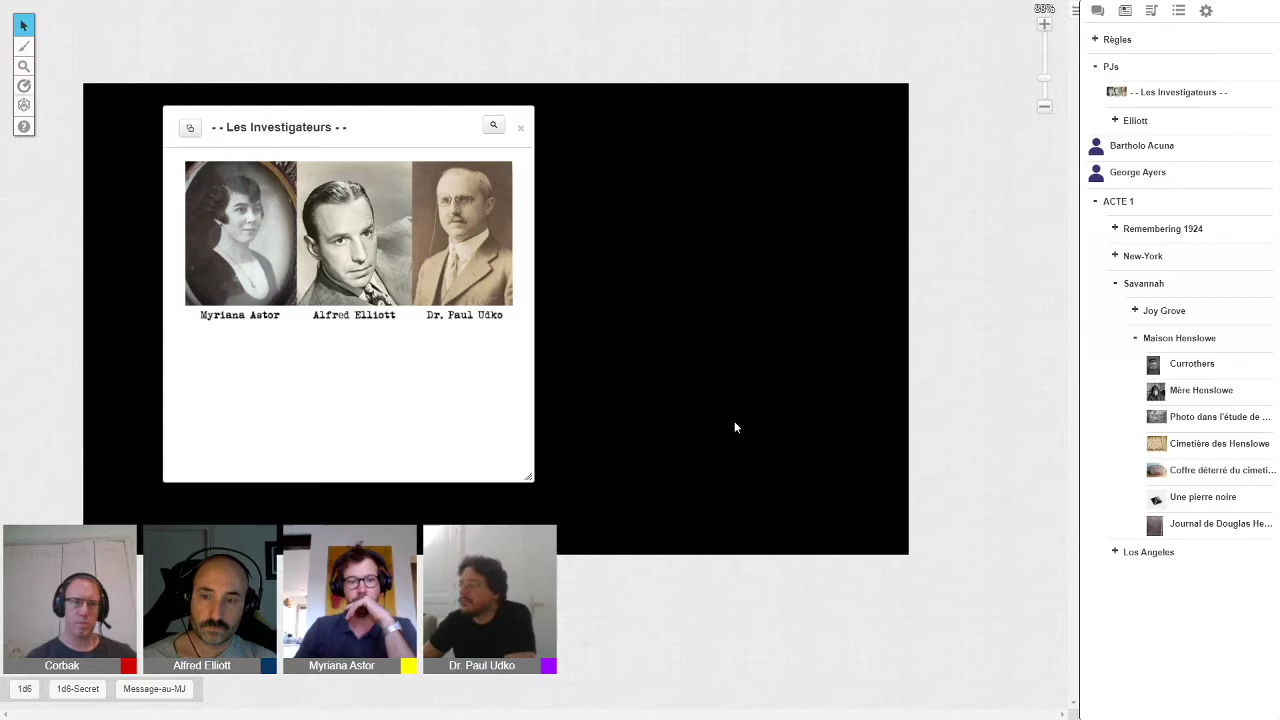 88%
- - Les Investigateurs - -
Myriana Astor
Alfred Elliott
Dr. Paul Udko
Corbak
Alfred Elliott
Myriana Astor
Dr. Paul Udko
1d6
1d6-Secret
Message-au-MJ
Règles
PJs
- - Les Investigateurs - -
Elliott
Bartholo Acuna
George Ayers
ACTE 1
Remembering 1924
New-York
Savannah
Joy Grove
Maison Henslowe
Currothers
Mère Henslowe
Photo dans l'étude de ...
Cimetière des Henslowe
Coffre déterré du cimeti...
Une pierre noire
Journal de Douglas He...
Los Angeles